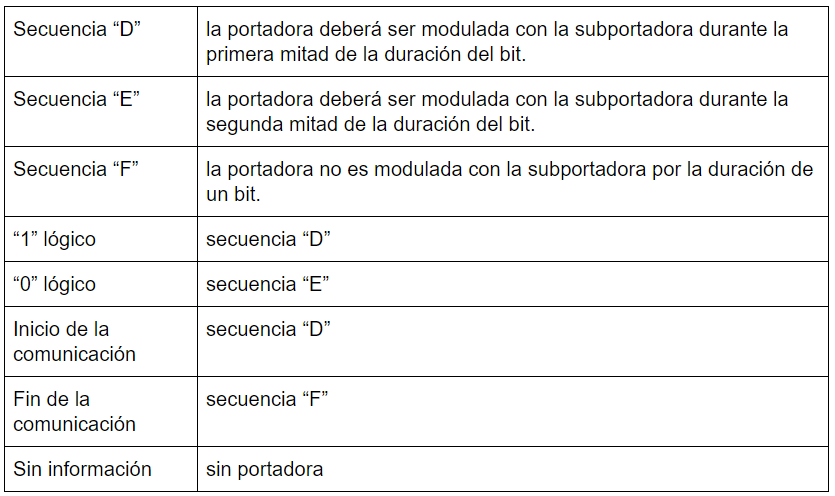 Secuencia “D”
la portadora deberá ser modulada con la subportadora durante la
primera mitad de la duración del bit.
Secuencia “E”
la portadora deberá ser modulada con la subportadora durante la
segunda mitad de la duración del bit.
Secuencia “F”
la portadora no es modulada con la subportadora por la duración de
un bit.
“1” lógico
secuencia “D”
“0” lógico
secuencia “E”
Inicio de la
comunicación
secuencia “D”
Fin de la
comunicación
secuencia “F”
Sin información
sin portadora